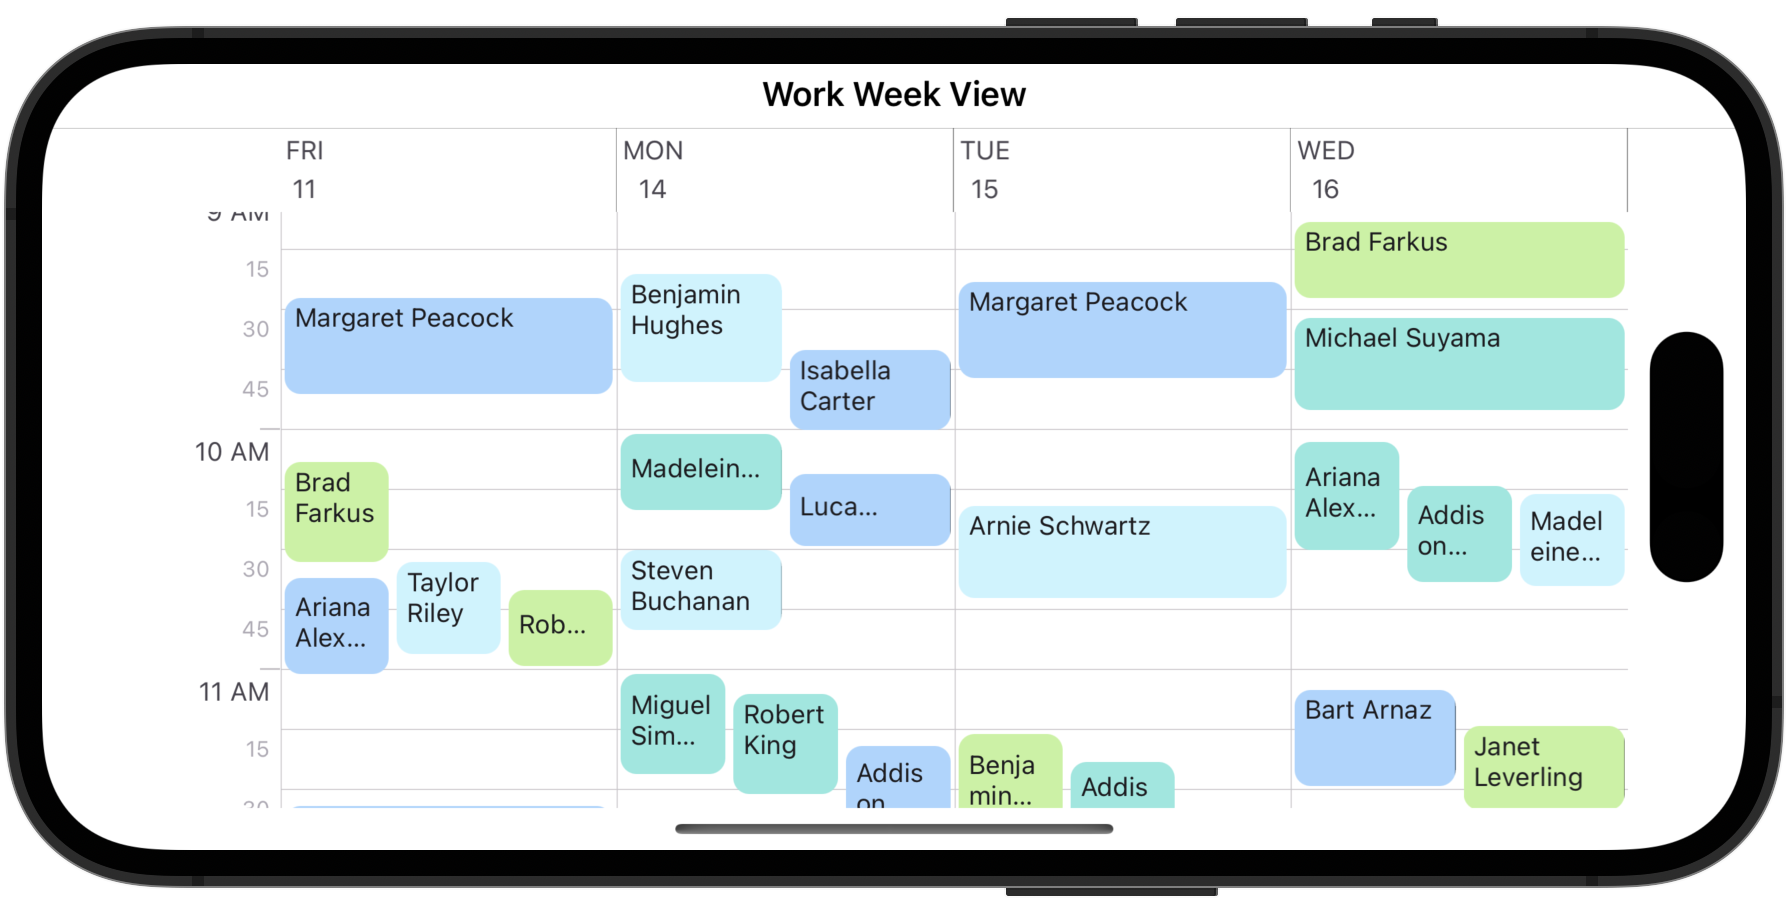 Work Week View
FRI
11
MON
14
TUE
15
WED
16
9 AM
15
30
45
10 AM
15
30
45
11 AM
15
30
Margaret Peacock
Brad
Farkus
Ariana
Alex...
Taylor
Riley
Rob...
Benjamin
Hughes
Isabella
Carter
Madelein...
Luca...
Steven
Buchanan
Miguel
Sim...
Robert
King
Addis
on
Margaret Peacock
Arnie Schwartz
Benja
min...
Addis
Brad Farkus
Michael Suyama
Ariana
Alex...
Addis
on...
Madel
eine...
Bart Arnaz
Janet
Leverling